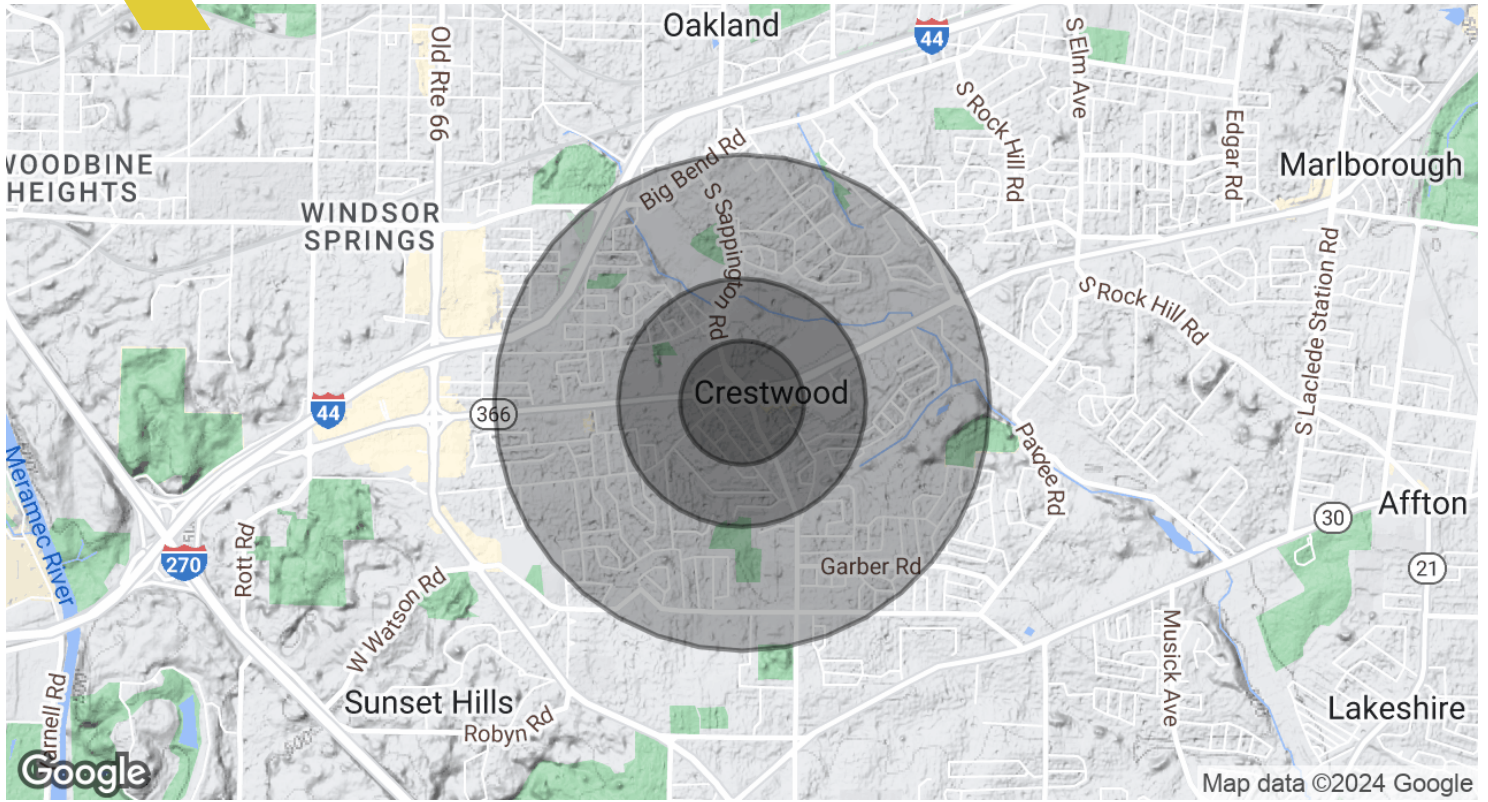 Oakland
44
Old Rte 66
S Elm Ave
S Rock Hill Rd
Edgar Rd
Big Bend Rd
WOODBINE
HEIGHTS
Marlborough
WINDSOR
SPRINGS
S Sappington Rd
S Laclede Station Rd
S Rock Hill Rd
Crestwood
44
366
Pardee Rd
Meramec River
Affton
30
270
Rott Rd
Garber Rd
21
W Watson Rd
Musick Ave
Sunset Hills
Robyn Rd
Lakeshire
Google
Map data ©2024 Google